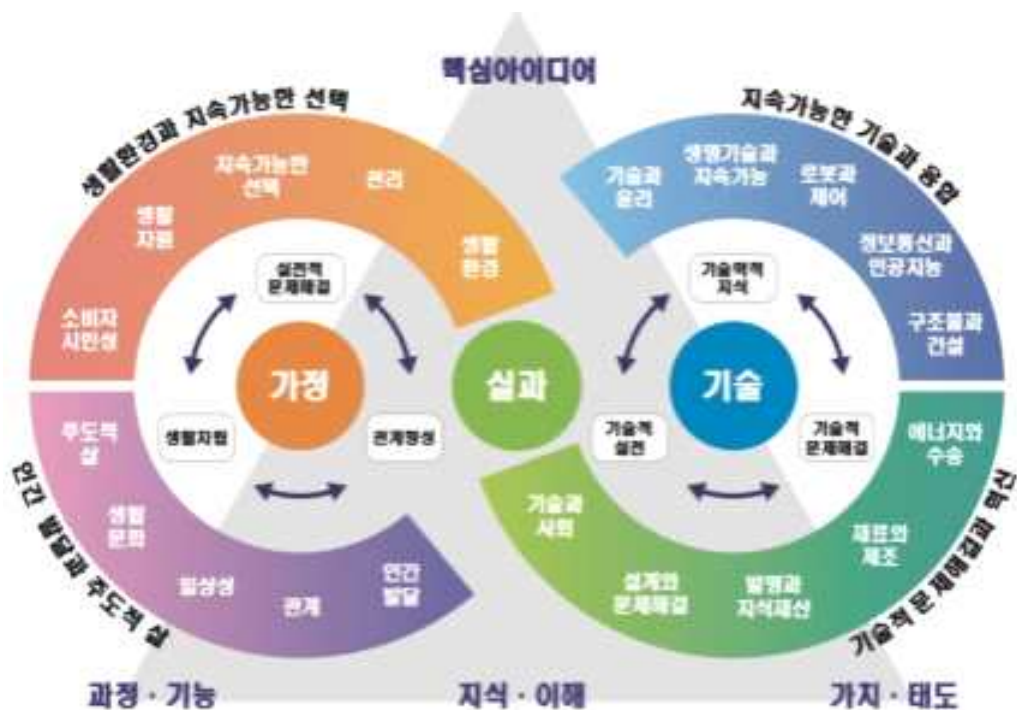 핵심아이디어
생활환경과 지속가능한 선택
지속가능한 기술과 융합
지속가능한
선택
관리
생활
자원
생활
환경
소비자
시민성
실천적
문제해결
가정
생활자립
관계형성
주도적
삶
생활
문화
일상성
관계
인간
발달
인간 발달과 주도적 삶
실과
기술과
윤리
생명기술과
지속가능
로봇과
제어
정보통신과
인공지능
구조물과
건설
기술학적
지식
기술
기술적
실천
기술적
문제해결
에너지와
수송
재료와
제조
발명과
지식재산
설계와
문제해결
기술과
사회
기술적 문제해결과 혁신
과정·기능
지식·이해
가치·태도